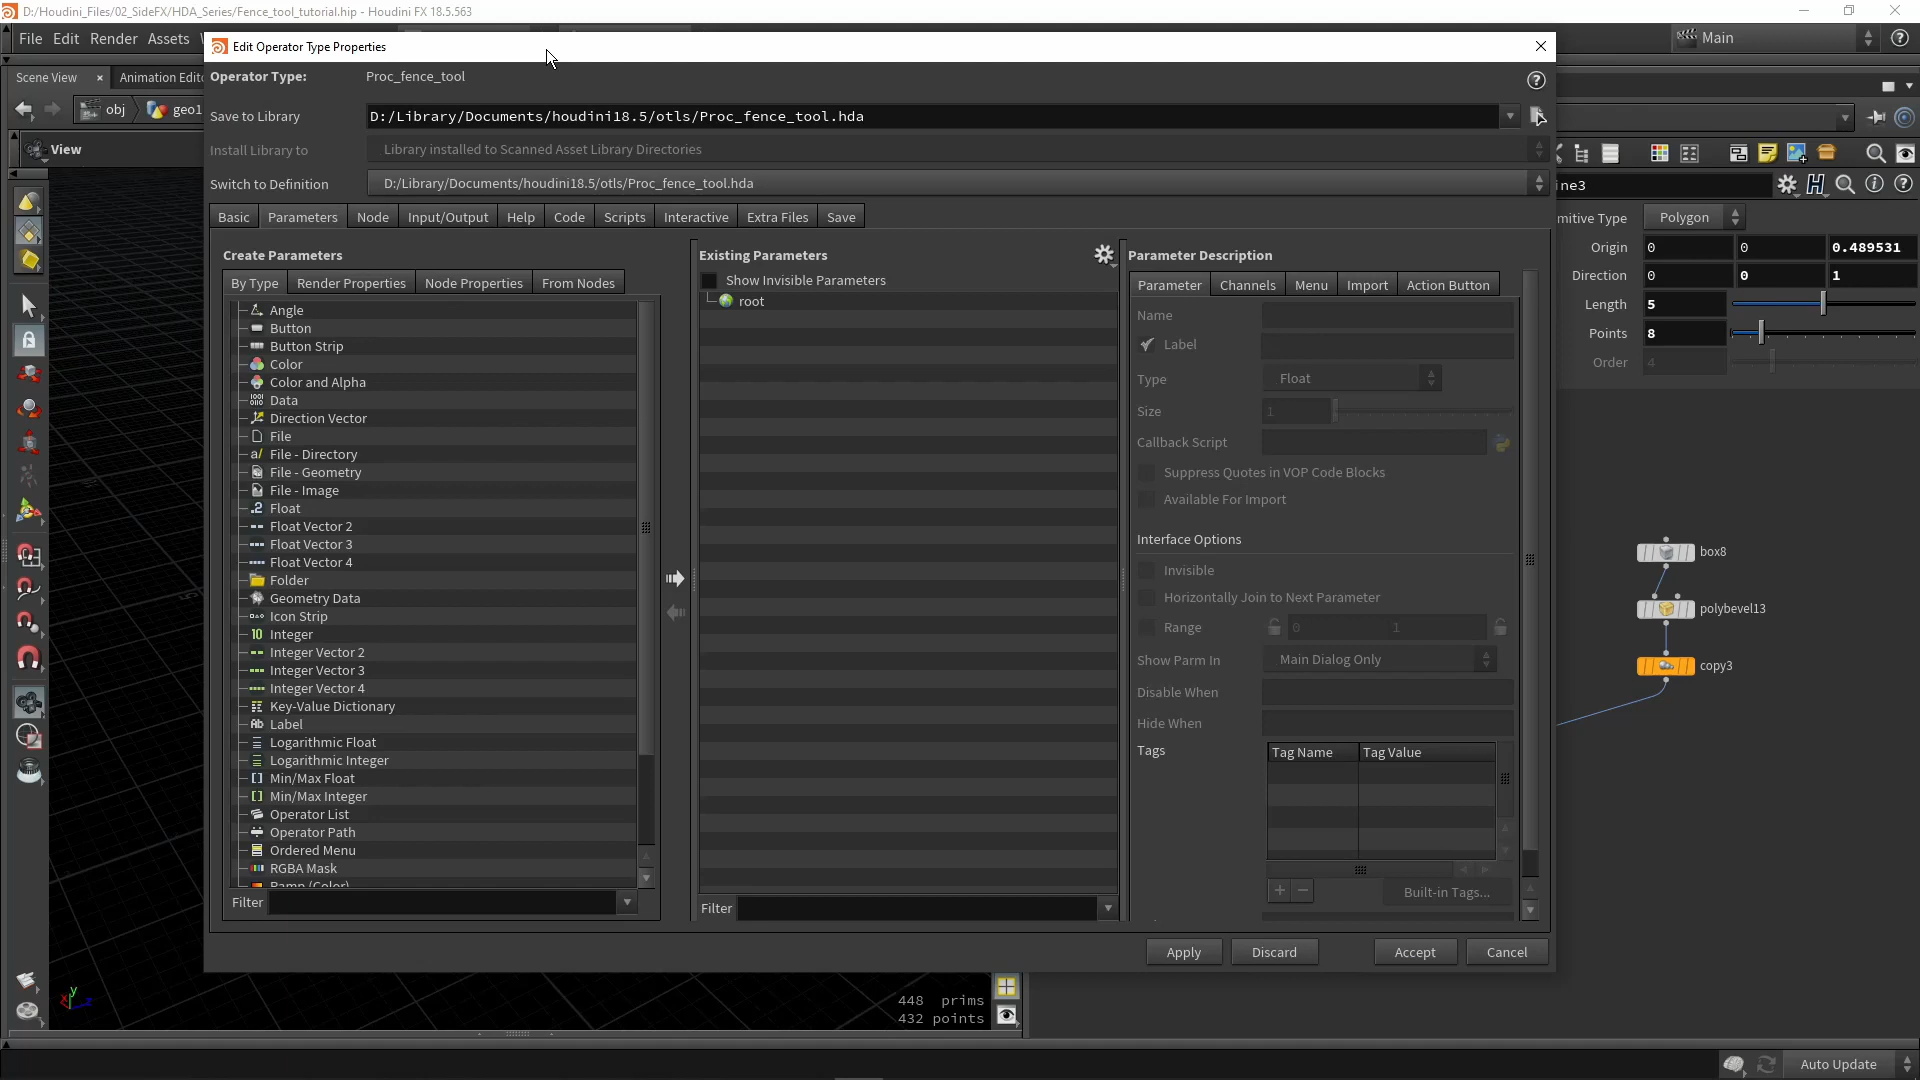 D:/Houdini_Files/02_SideFX/HDA_Series/Fence_tool_tutorial.hip - Houdini FX 18.5.563
File Edit Render Assets
Main
Edit Operator Type Properties
Scene View
Animation Edito
obj
geo1
View
Operator Type:
Proc_fence_tool
Save to Library
D:/Library/Documents/houdini18.5/otls/Proc_fence_tool.hda
Install Library to
Library installed to Scanned Asset Library Directories
Switch to Definition
D:/Library/Documents/houdini18.5/otls/Proc_fence_tool.hda
Basic Parameters Node Input/Output Help Code Scripts Interactive Extra Files Save
Create Parameters
By Type Render Properties Node Properties From Nodes
Angle
Button
Button Strip
Color
Color and Alpha
Data
Direction Vector
File
File - Directory
File - Geometry
File - Image
Float
Float Vector 2
Float Vector 3
Float Vector 4
Folder
Geometry Data
Icon Strip
Integer
Integer Vector 2
Integer Vector 3
Integer Vector 4
Key-Value Dictionary
Label
Logarithmic Float
Logarithmic Integer
Min/Max Float
Min/Max Integer
Operator List
Operator Path
Ordered Menu
RGBA Mask
Ramp (Color)
Filter
Existing Parameters
Show Invisible Parameters
root
Filter
Parameter Description
Parameter Channels Menu Import Action Button
Name
Label
Type Float
Size 1
Callback Script
Suppress Quotes in VOP Code Blocks
Available For Import
Interface Options
Invisible
Horizontally Join to Next Parameter
Range 0 1
Show Parm In Main Dialog Only
Disable When
Hide When
Tags
Tag Name Tag Value
Built-in Tags...
Apply Discard Accept Cancel
ine3
mitive Type Polygon
Origin 0 0 0.489531
Direction 0 0 1
Length 5
Points 8
Order 4
box8
polybevel13
copy3
448 prims
432 points
Auto Update